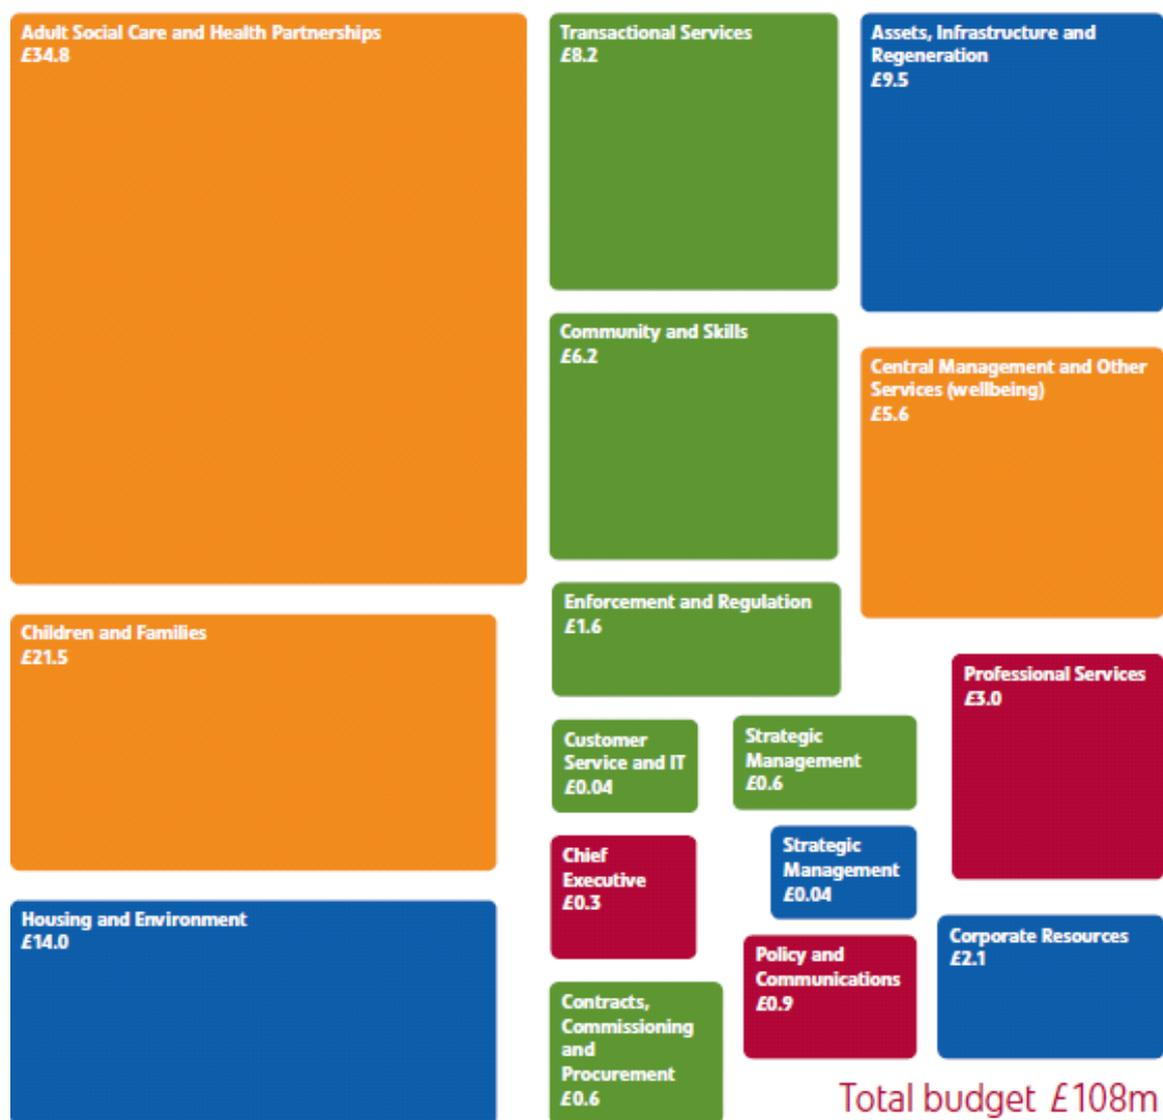 Adult Social Care and Health Partnerships
£34.8
Children and Families
£21.5
Housing and Environment
£14.0
Transactional Services
£8.2
Community and Skills
£6.2
Enforcement and Regulation
£1.6
Customer
Service and IT
£0.04
Strategic
Management
£0.6
Chief
Executive
£0.3
Strategic
Management
£0.04
Policy and
Communications
£0.9
Contracts,
Commissioning
and
Procurement
£0.6
Assets, Infrastructure and
Regeneration
£9.5
Central Management and Other
Services (wellbeing)
£5.6
Professional Services
£3.0
Corporate Resources
£2.1
Total budget £108m